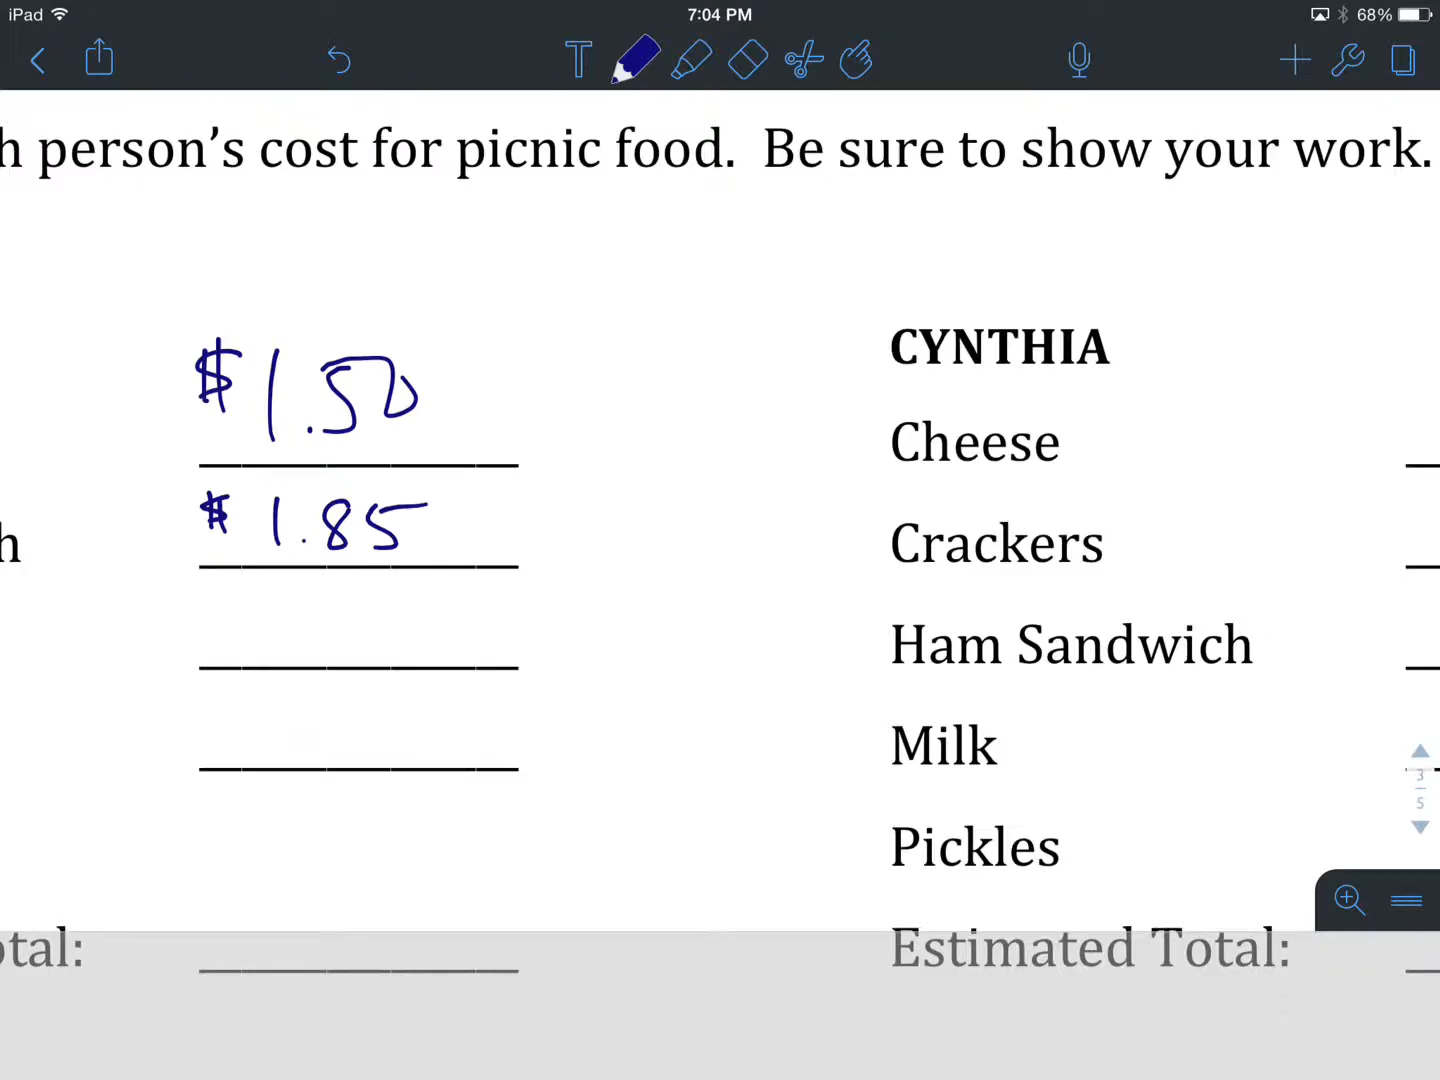 iPad 7:04 PM 68%
h person’s cost for picnic food. Be sure to show your work.
$1.50
CYNTHIA
Cheese
$1.85
h
Crackers
Ham Sandwich
Milk
3
5
Pickles
otal:
Estimated Total: